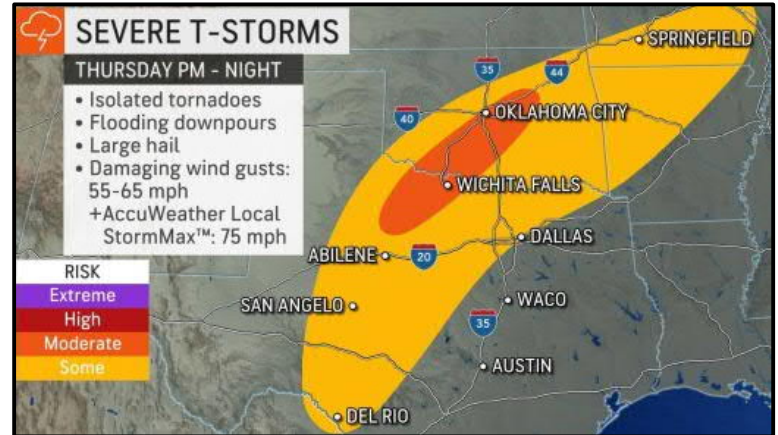 SEVERE T-STORMS
THURSDAY PM - NIGHT
• Isolated tornadoes
• Flooding downpours
• Large hail
• Damaging wind gusts:
55-65 mph
+AccuWeather Local
StormMax™: 75 mph
RISK
Extreme
High
Moderate
Some
SPRINGFIELD
35
44
40
OKLAHOMA CITY
WICHITA FALLS
DALLAS
ABILENE
20
SAN ANGELO
WACO
35
AUSTIN
DEL RIO